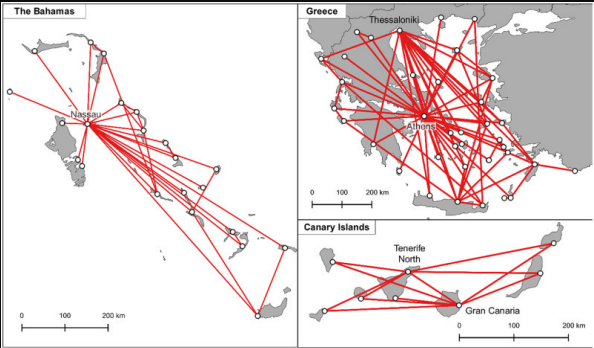 The Bahamas
Nassau
0 100 200 km
Greece
Thessaloniki
Athens
0 100 200 km
Canary Islands
Tenerife
North
Gran Canaria
0 100 200 km